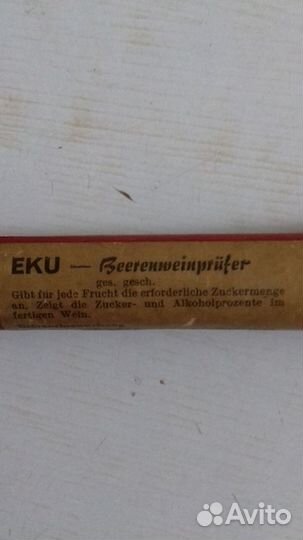 EKU — Beerenweinprüfer
ges. gesch.
Gibt für jede Frucht die erforderliche Zuckermenge
an. Zeigt die Zucker- und Alkoholprozente im
fertigen Wein.
Avito